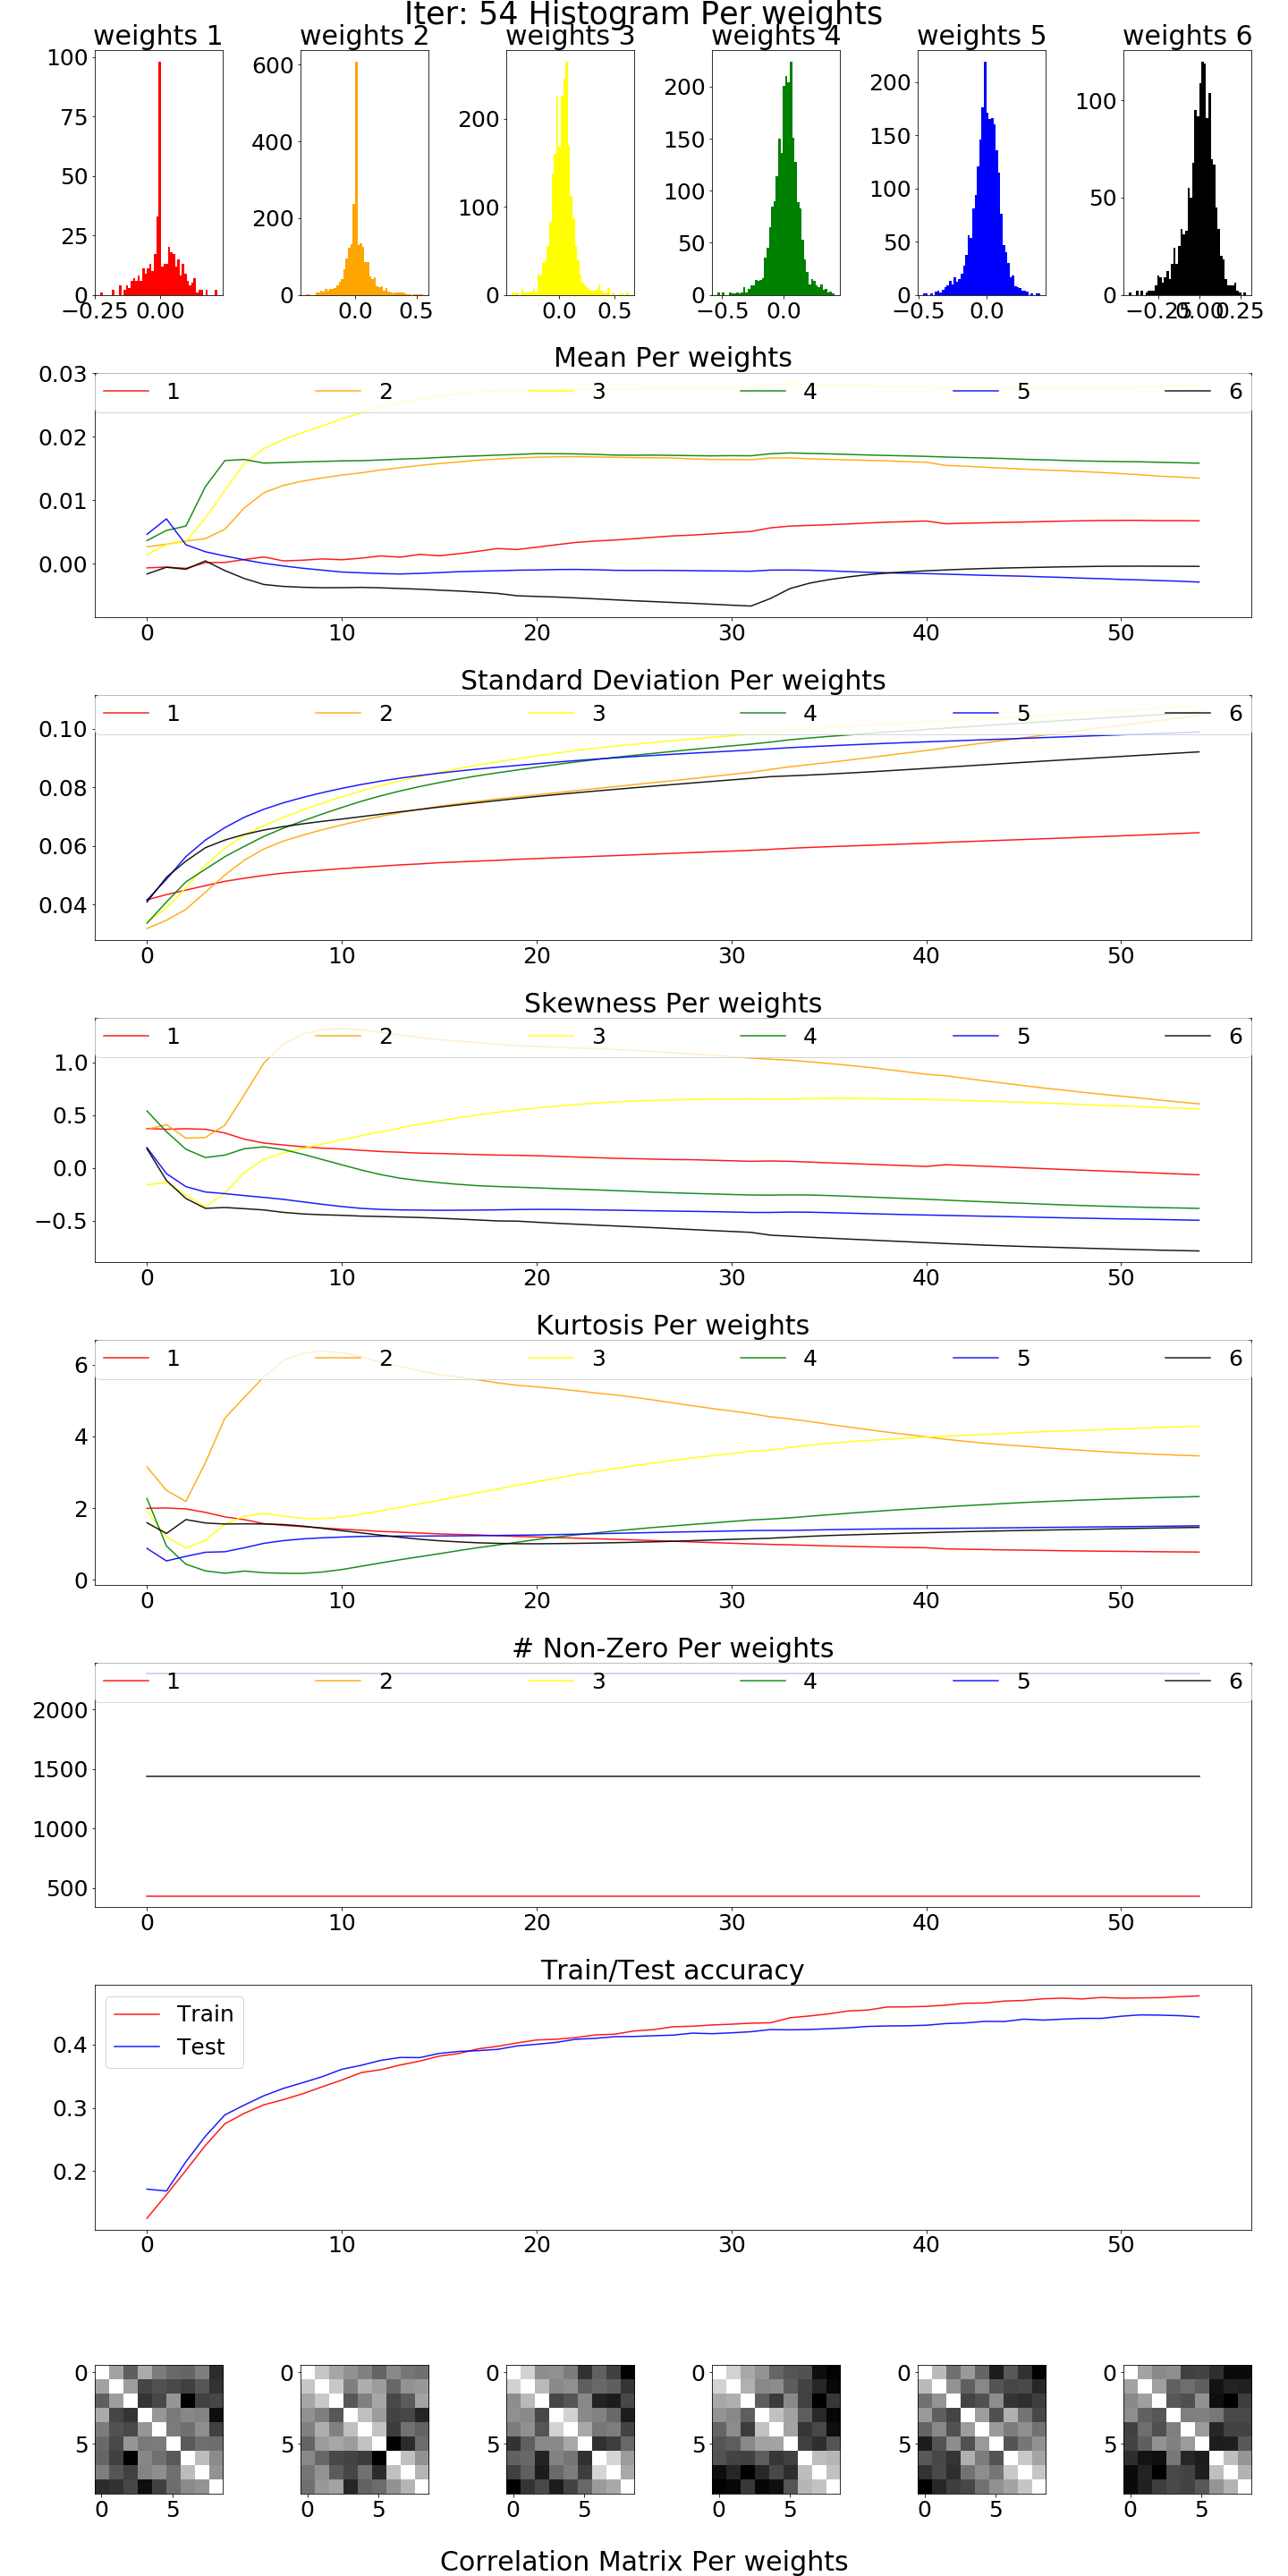 Iter: 54 Histogram Per weights
weights 1 weights 2 weights 3 weights 4 weights 5 weights 6
100 75 50 25 0
−0.25 0.00
600 400 200 0
0.0 0.5
200 100 0
0.0 0.5
200 150 100 50 0
−0.5 0.0
200 150 100 50 0
−0.5 0.0
100 50 0
−0.25 0.00 0.25
Mean Per weights
1 2 3 4 5 6
0.03
0.02
0.01
0.00
0 10 20 30 40 50
Standard Deviation Per weights
1 2 3 4 5 6
0.10
0.08
0.06
0.04
0 10 20 30 40 50
Skewness Per weights
1 2 3 4 5 6
1.0
0.5
0.0
−0.5
0 10 20 30 40 50
Kurtosis Per weights
1 2 3 4 5 6
6
4
2
0
0 10 20 30 40 50
# Non-Zero Per weights
1 2 3 4 5 6
2000
1500
1000
500
0 10 20 30 40 50
Train/Test accuracy
Train
Test
0.4
0.3
0.2
0 10 20 30 40 50
0 0 0 0 0 0
5 5 5 5 5 5
0 5 0 5 0 5 0 5 0 5 0 5
Correlation Matrix Per weights